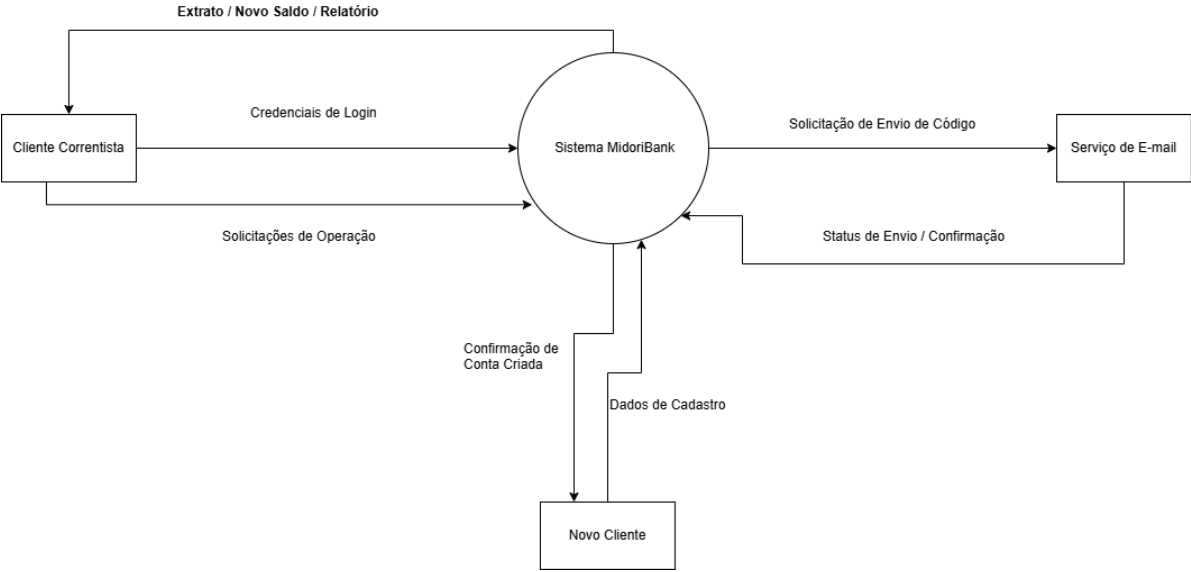 Extrato / Novo Saldo / Relatório
Credenciais de Login
Solicitação de Envio de Código
Cliente Correntista
Sistema MidoriBank
Serviço de E-mail
Solicitações de Operação
Status de Envio / Confirmação
Confirmação de
Conta Criada
Dados de Cadastro
Novo Cliente